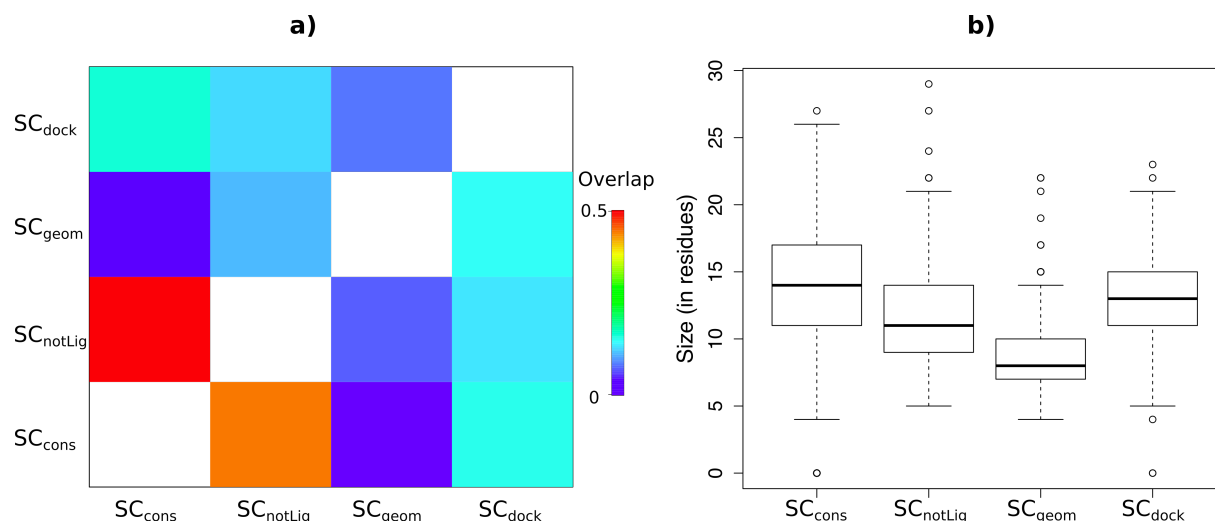 a)
SCdock
SCgeom
SCnotLig
SCcons
SCcons SCnotLig SCgeom SCdock
Overlap
0.5
0
b)
Size (in residues)
30
25
20
15
10
5
0
SCcons SCnotLig SCgeom SCdock